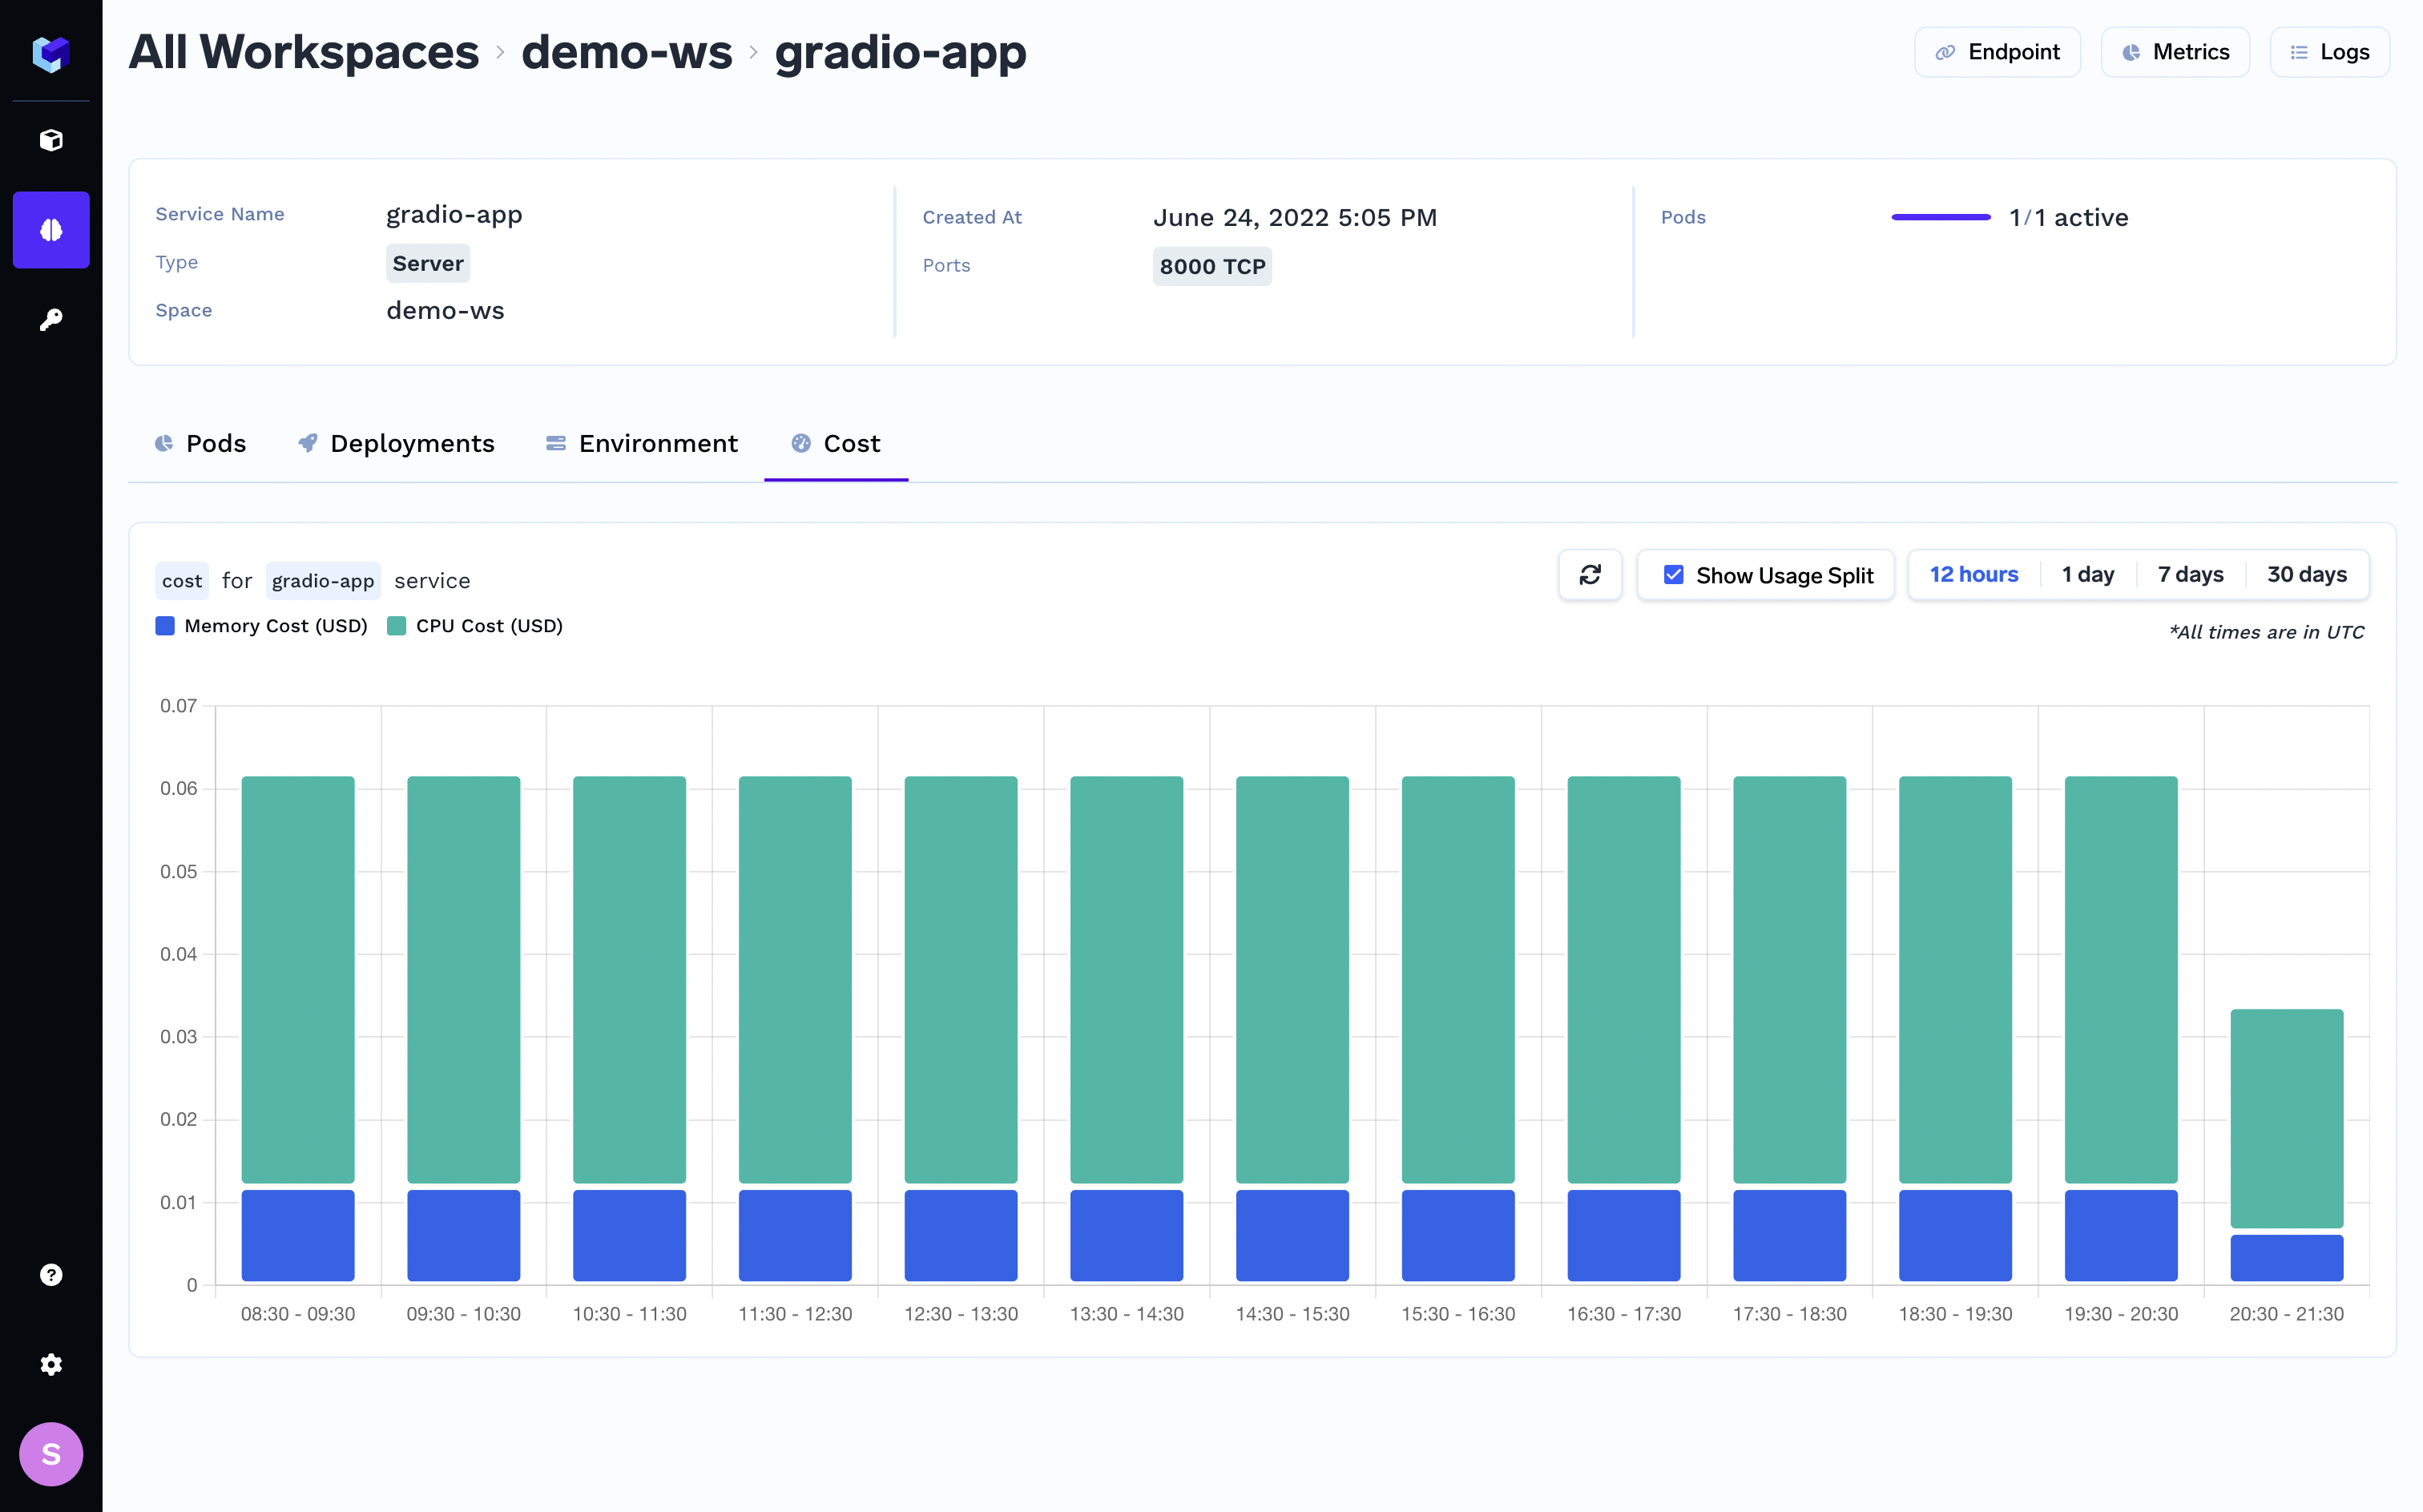 All Workspaces › demo-ws › gradio-app
Endpoint
Metrics
Logs
Service Name gradio-app
Type Server
Space demo-ws
Created At June 24, 2022 5:05 PM
Ports 8000 TCP
Pods 1/1 active
Pods Deployments Environment Cost
cost for gradio-app service
Show Usage Split
12 hours 1 day 7 days 30 days
Memory Cost (USD) CPU Cost (USD)
*All times are in UTC
0.07
0.06
0.05
0.04
0.03
0.02
0.01
0
08:30 - 09:30 09:30 - 10:30 10:30 - 11:30 11:30 - 12:30 12:30 - 13:30 13:30 - 14:30 14:30 - 15:30 15:30 - 16:30 16:30 - 17:30 17:30 - 18:30 18:30 - 19:30 19:30 - 20:30 20:30 - 21:30
?
S